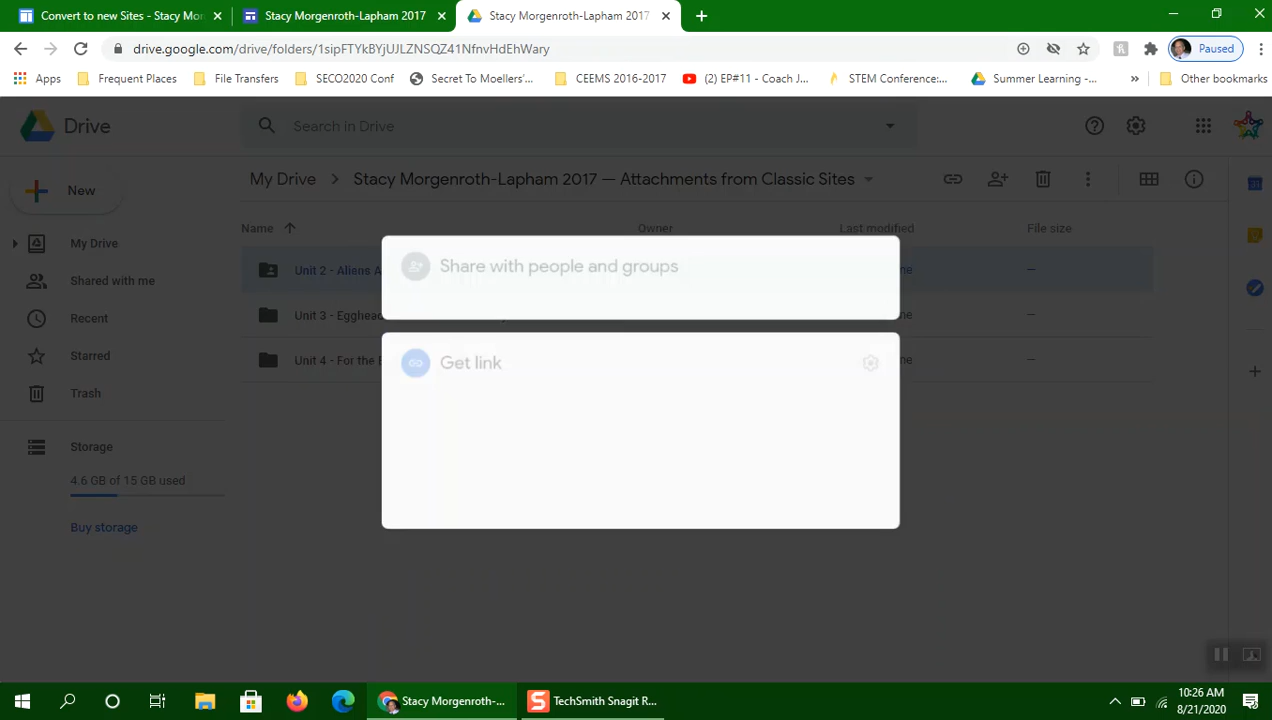 Convert to new Sites - Stacy Mor
Stacy Morgenroth-Lapham 2017
Stacy Morgenroth-Lapham 2017
drive.google.com/drive/folders/1sipFTYkBYjUJLZNSQZ41NfnvHdEhWary
Paused
Apps
Frequent Places
File Transfers
SECO2020 Conf
Secret To Moellers'...
CEEMS 2016-2017
(2) EP#11 - Coach J...
STEM Conference:...
Summer Learning -...
»
Other bookmarks
Drive
Search in Drive
New
My Drive
Shared with me
Recent
Starred
Trash
Storage
4.6 GB of 15 GB used
Buy storage
My Drive > Stacy Morgenroth-Lapham 2017 — Attachments from Classic Sites
Name
Owner
Last modified
File size
Unit 2 - Aliens A
—
Unit 3 - Egghea
—
Unit 4 - For the
—
Share with people and groups
Get link
Stacy Morgenroth-...
TechSmith Snagit R...
10:26 AM
8/21/2020